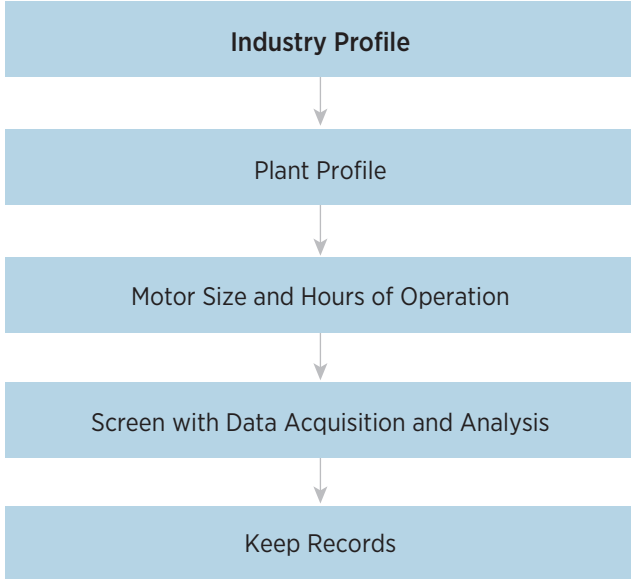 Industry Profile
Plant Profile
Motor Size and Hours of Operation
Screen with Data Acquisition and Analysis
Keep Records